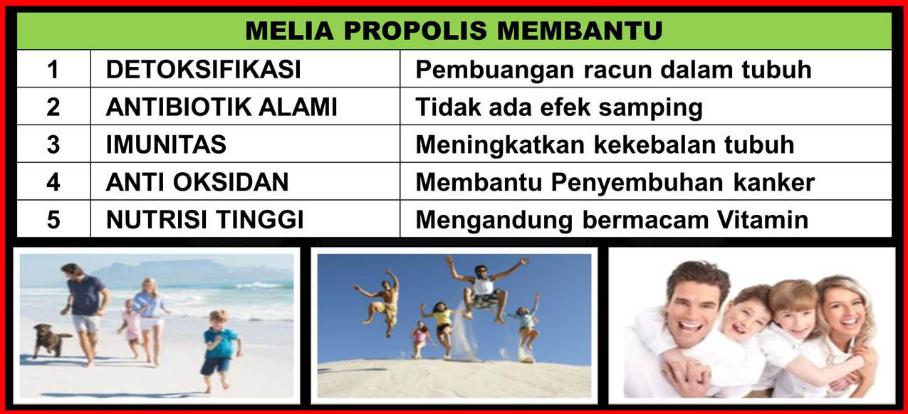 MELIA PROPOLIS MEMBANTU
1 DETOKSIFIKASI Pembuangan racun dalam tubuh
2 ANTIBIOTIK ALAMI Tidak ada efek samping
3 IMUNITAS Meningkatkan kekebalan tubuh
4 ANTI OKSIDAN Membantu Penyembuhan kanker
5 NUTRISI TINGGI Mengandung bermacam Vitamin